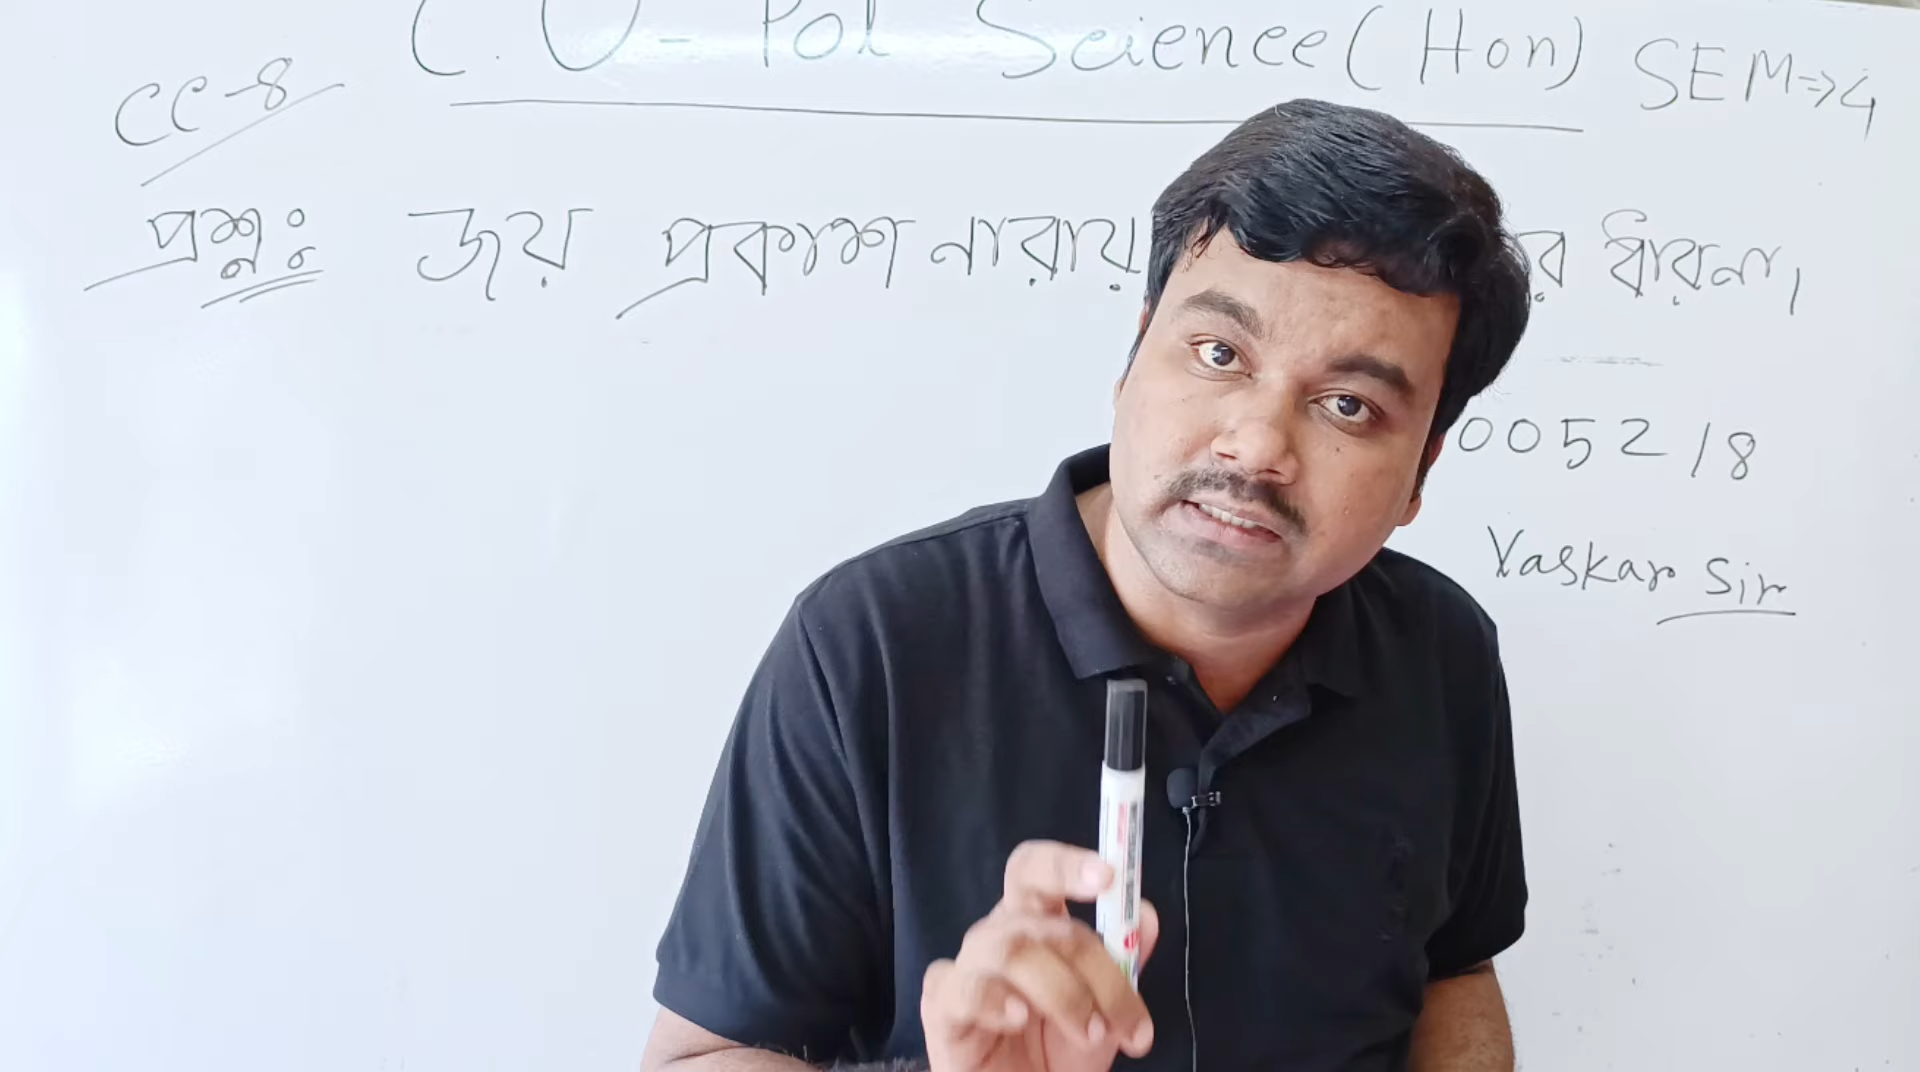 C.U - Pol Science (Hon) SEM⇒4
CC-8
প্রশ্নঃ জয় প্রকাশ নারায় র ধারনা,
005218
Vaskar Sir